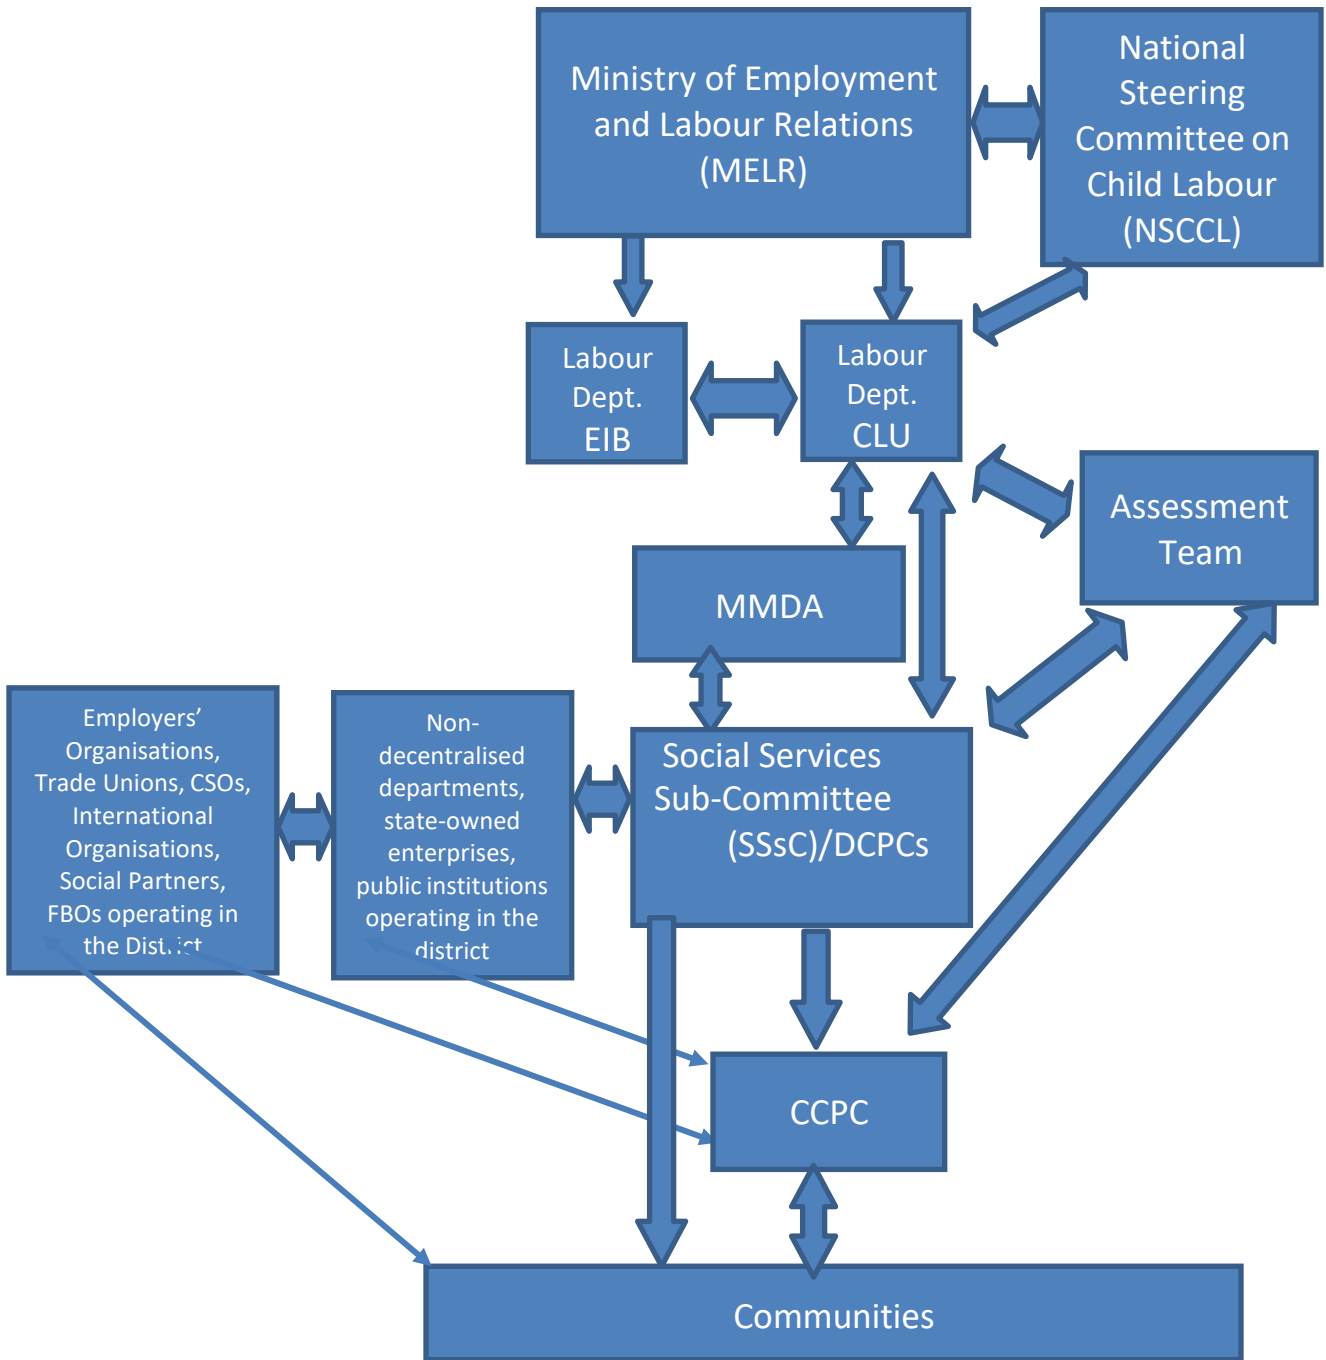 Ministry of Employment
and Labour Relations
(MELR)
National
Steering
Committee on
Child Labour
(NSCCL)
Labour
Dept.
EIB
Labour
Dept.
CLU
Assessment
Team
MMDA
Employers’
Organisations,
Trade Unions, CSOs,
International
Organisations,
Social Partners,
FBOs operating in
the District
Non-
decentralised
departments,
state-owned
enterprises,
public institutions
operating in the
district
Social Services
Sub-Committee
(SSsC)/DCPCs
CCPC
Communities